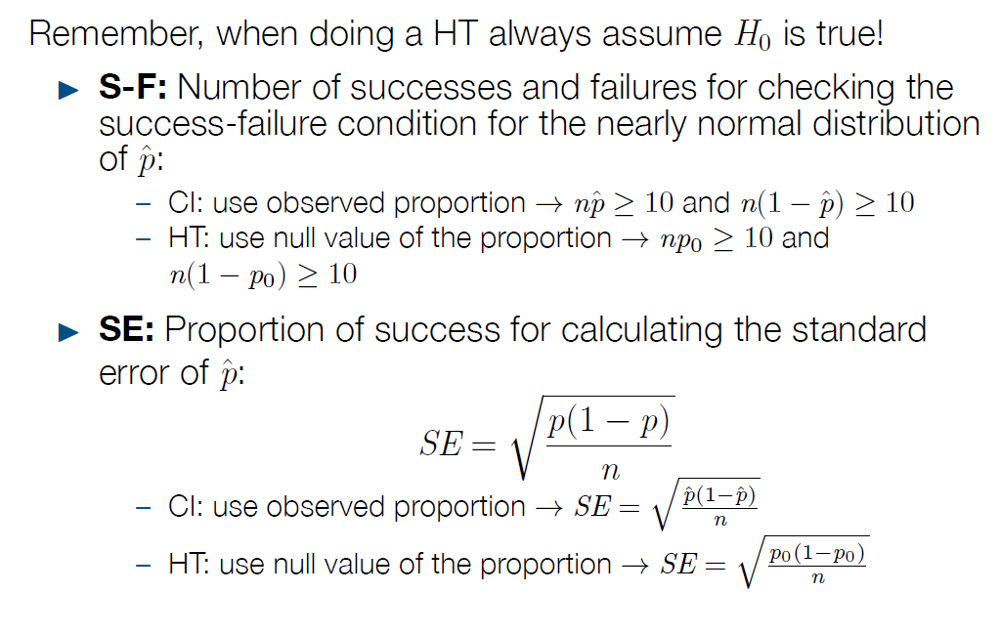 Remember, when doing a HT always assume $H_0$ is true!
▶ S-F: Number of successes and failures for checking the
success-failure condition for the nearly normal distribution
of $\hat{p}$:
– CI: use observed proportion → $n\hat{p} \geq 10$ and $n(1 - \hat{p}) \geq 10$
– HT: use null value of the proportion → $np_0 \geq 10$ and
$n(1 - p_0) \geq 10$
▶ SE: Proportion of success for calculating the standard
error of $\hat{p}$:
$SE = \sqrt{\frac{p(1 - p)}{n}}$
– CI: use observed proportion → $SE = \sqrt{\frac{\hat{p}(1-\hat{p})}{n}}$
– HT: use null value of the proportion → $SE = \sqrt{\frac{p_0(1-p_0)}{n}}$